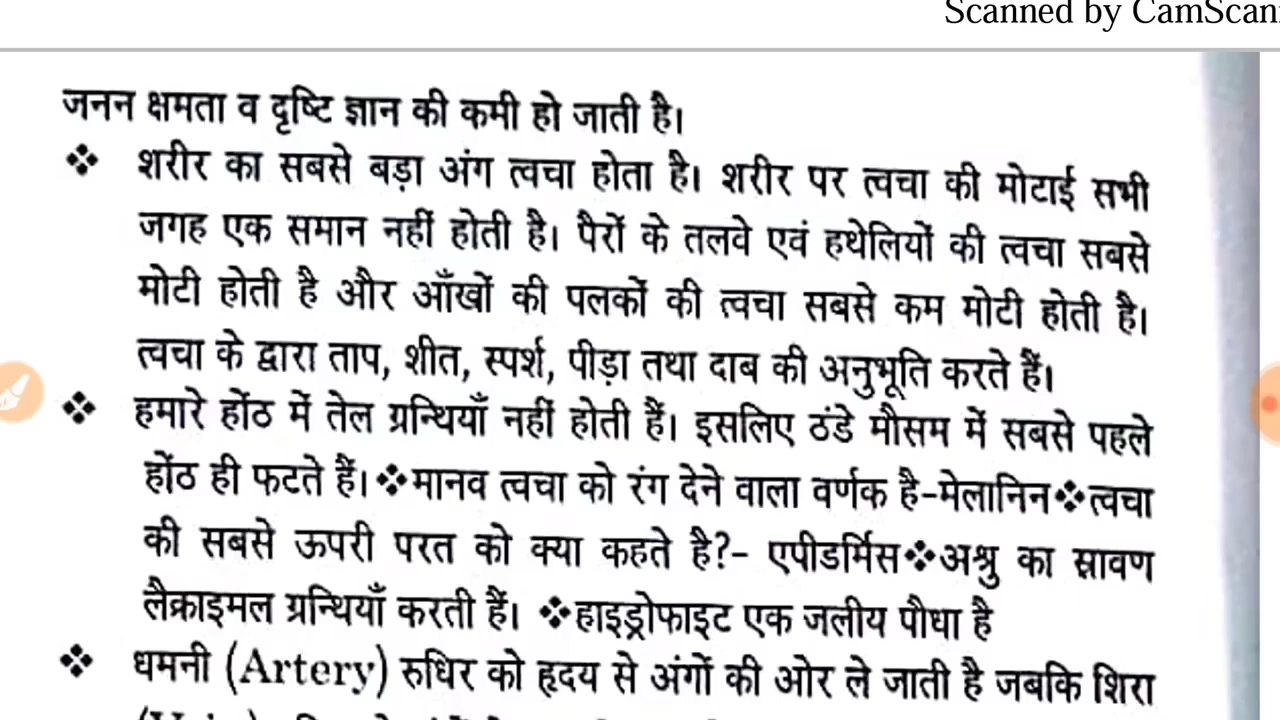 Scanned by CamScan
जनन क्षमता व दृष्टि ज्ञान की कमी हो जाती है।
❖ शरीर का सबसे बड़ा अंग त्वचा होता है। शरीर पर त्वचा की मोटाई सभी
जगह एक समान नहीं होती है। पैरों के तलवे एवं हथेलियों की त्वचा सबसे
मोटी होती है और आँखों की पलकों की त्वचा सबसे कम मोटी होती है।
त्वचा के द्वारा ताप, शीत, स्पर्श, पीड़ा तथा दाब की अनुभूति करते हैं।
❖ हमारे होंठ में तेल ग्रन्थियाँ नहीं होती हैं। इसलिए ठंडे मौसम में सबसे पहले
होंठ ही फटते हैं।❖मानव त्वचा को रंग देने वाला वर्णक है-मेलानिन❖त्वचा
की सबसे ऊपरी परत को क्या कहते है?- एपीडर्मिस❖अश्रु का स्रावण
लैक्राइमल ग्रन्थियाँ करती हैं। ❖हाइड्रोफाइट एक जलीय पौधा है
❖ धमनी (Artery) रुधिर को हृदय से अंगों की ओर ले जाती है जबकि शिरा